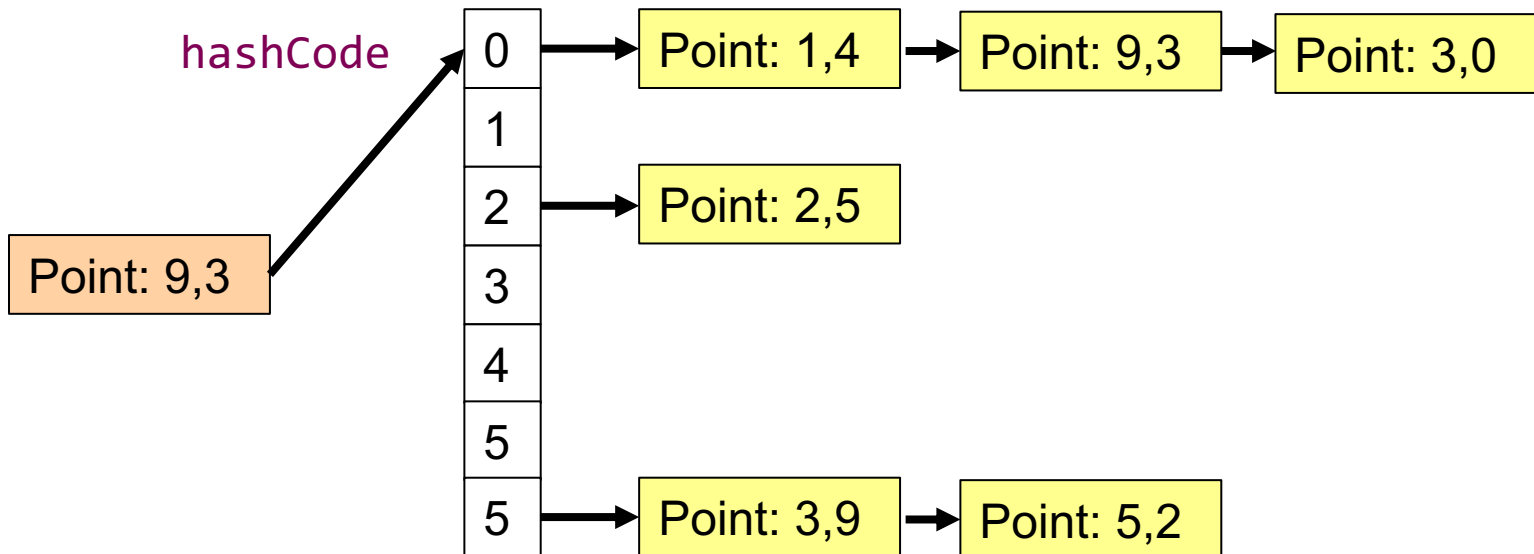 hashCode
0
Point: 1,4
Point: 9,3
Point: 3,0
1
2
Point: 2,5
Point: 9,3
3
4
5
5
Point: 3,9
Point: 5,2